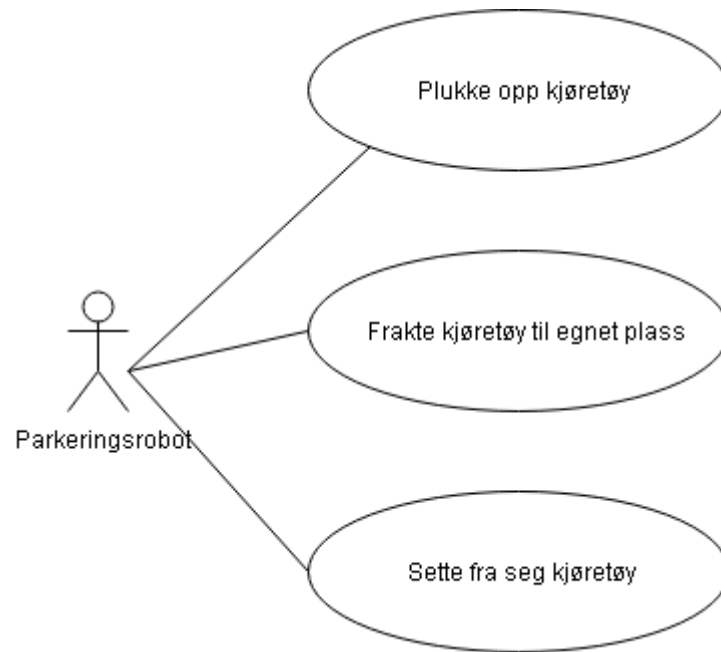 Plukke opp kjøretøy
Frakte kjøretøy til egnet plass
Parkeringsrobot
Sette fra seg kjøretøy